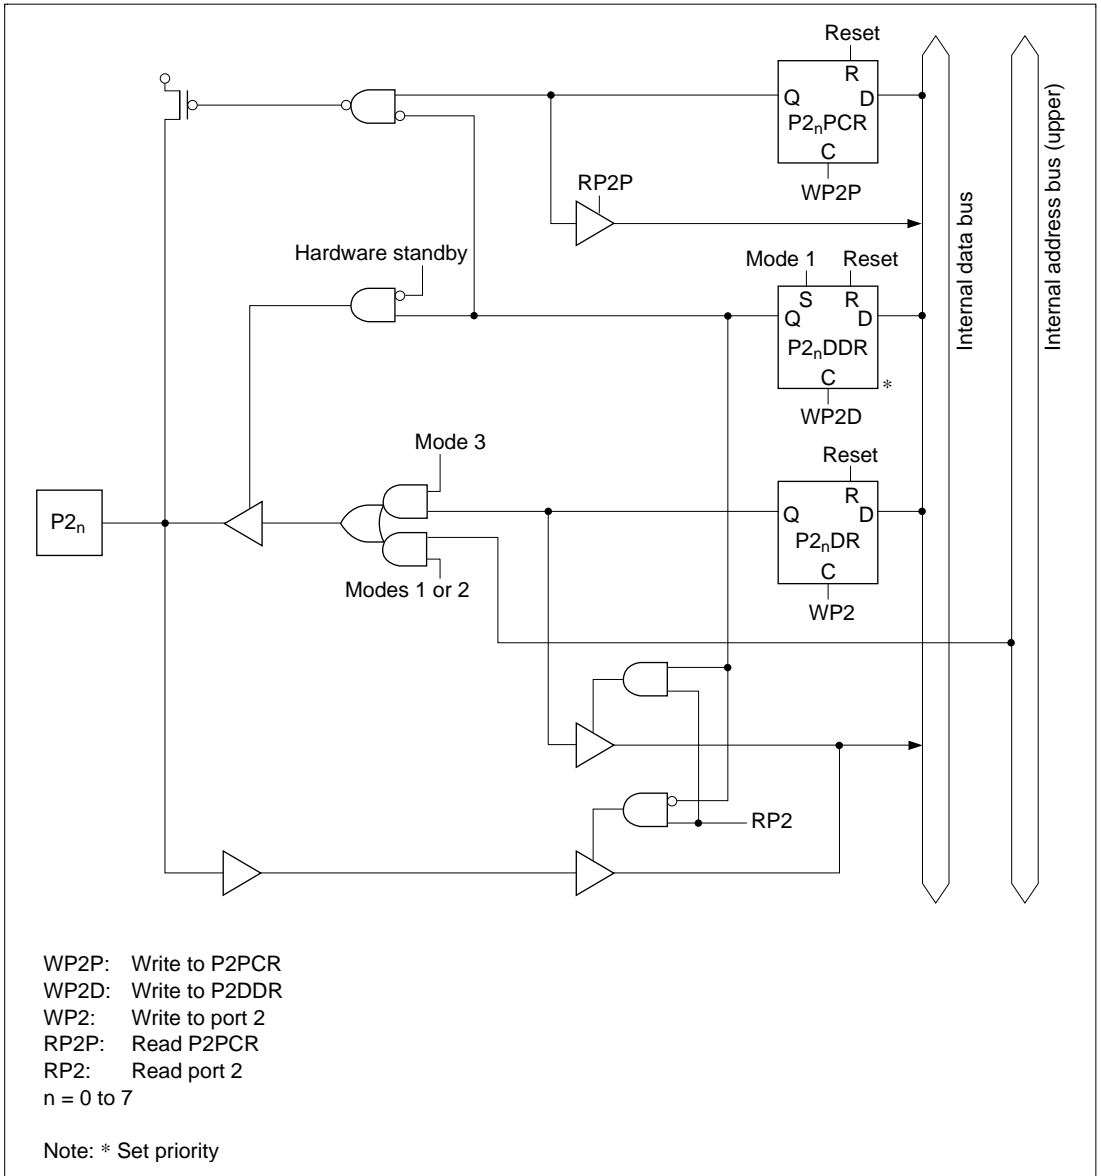 Reset
R
Q
D
P2nPCR
C
WP2P
RP2P
Hardware standby
Mode 1
Reset
S
R
Q
D
P2nDDR
C
*
WP2D
Mode 3
Reset
R
Q
D
P2nDR
C
WP2
P2n
Modes 1 or 2
RP2
Internal data bus
Internal address bus (upper)
WP2P: Write to P2PCR
WP2D: Write to P2DDR
WP2: Write to port 2
RP2P: Read P2PCR
RP2: Read port 2
n = 0 to 7
Note: * Set priority